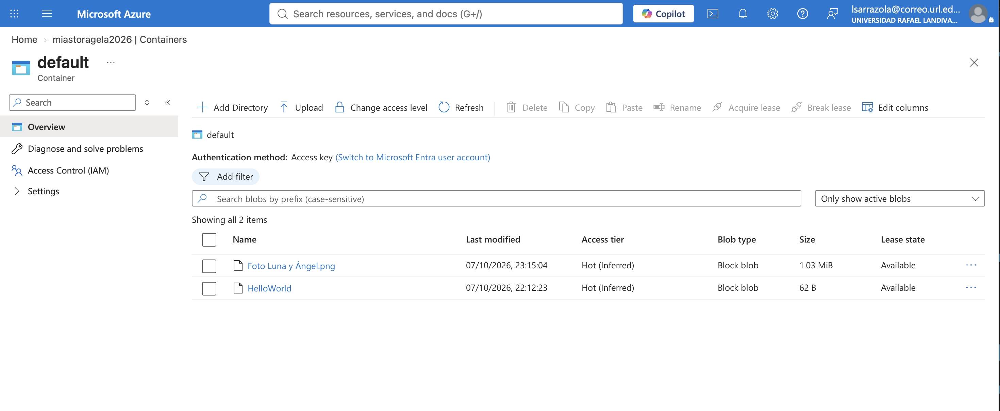 Microsoft Azure
Search resources, services, and docs (G+/)
Copilot
lsarrazola@correo.url.ed...
UNIVERSIDAD RAFAEL LANDIVA...
Home > miastoragela2026 | Containers
default ...
Container
Search
Overview
Diagnose and solve problems
Access Control (IAM)
Settings
Add Directory Upload Change access level Refresh Delete Copy Paste Rename Acquire lease Break lease Edit columns
default
Authentication method: Access key (Switch to Microsoft Entra user account)
Add filter
Search blobs by prefix (case-sensitive)
Only show active blobs
Showing all 2 items
Name Last modified Access tier Blob type Size Lease state
Foto Luna y Ángel.png 07/10/2026, 23:15:04 Hot (Inferred) Block blob 1.03 MiB Available ...
HelloWorld 07/10/2026, 22:12:23 Hot (Inferred) Block blob 62 B Available ...